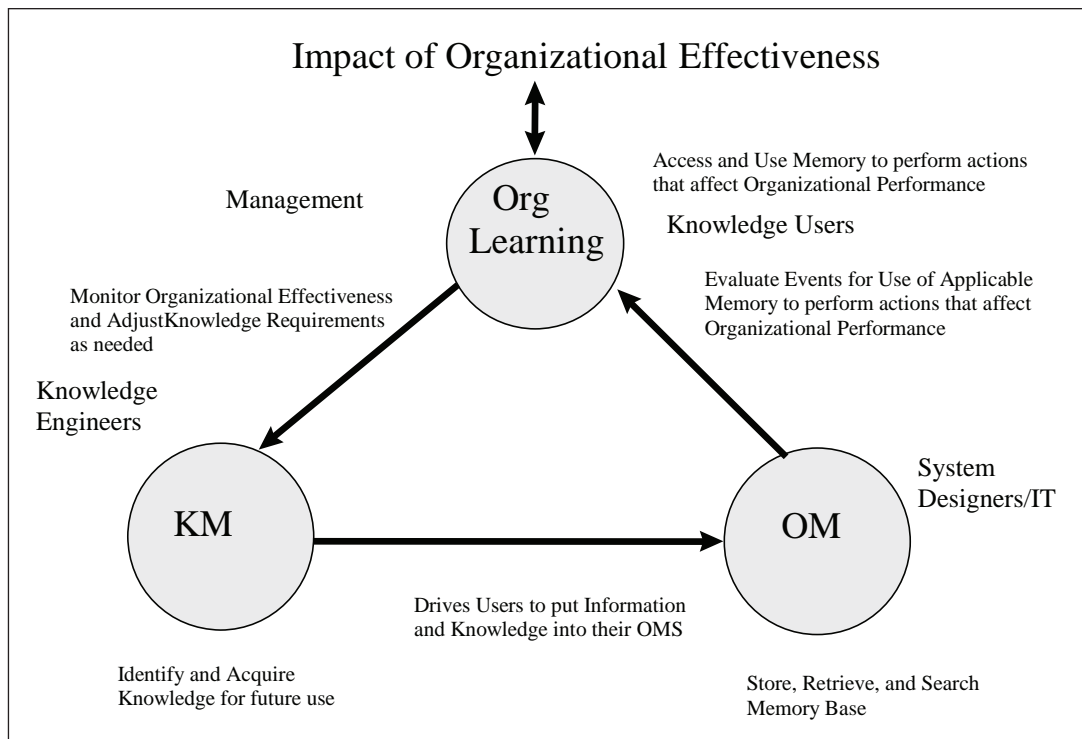 Impact of Organizational Effectiveness
Access and Use Memory to perform actions
that affect Organizational Performance
Management
Org
Learning
Knowledge Users
Evaluate Events for Use of Applicable
Memory to perform actions that affect
Organizational Performance
Monitor Organizational Effectiveness
and AdjustKnowledge Requirements
as needed
Knowledge
Engineers
System
Designers/IT
KM
OM
Drives Users to put Information
and Knowledge into their OMS
Identify and Acquire
Knowledge for future use
Store, Retrieve, and Search
Memory Base